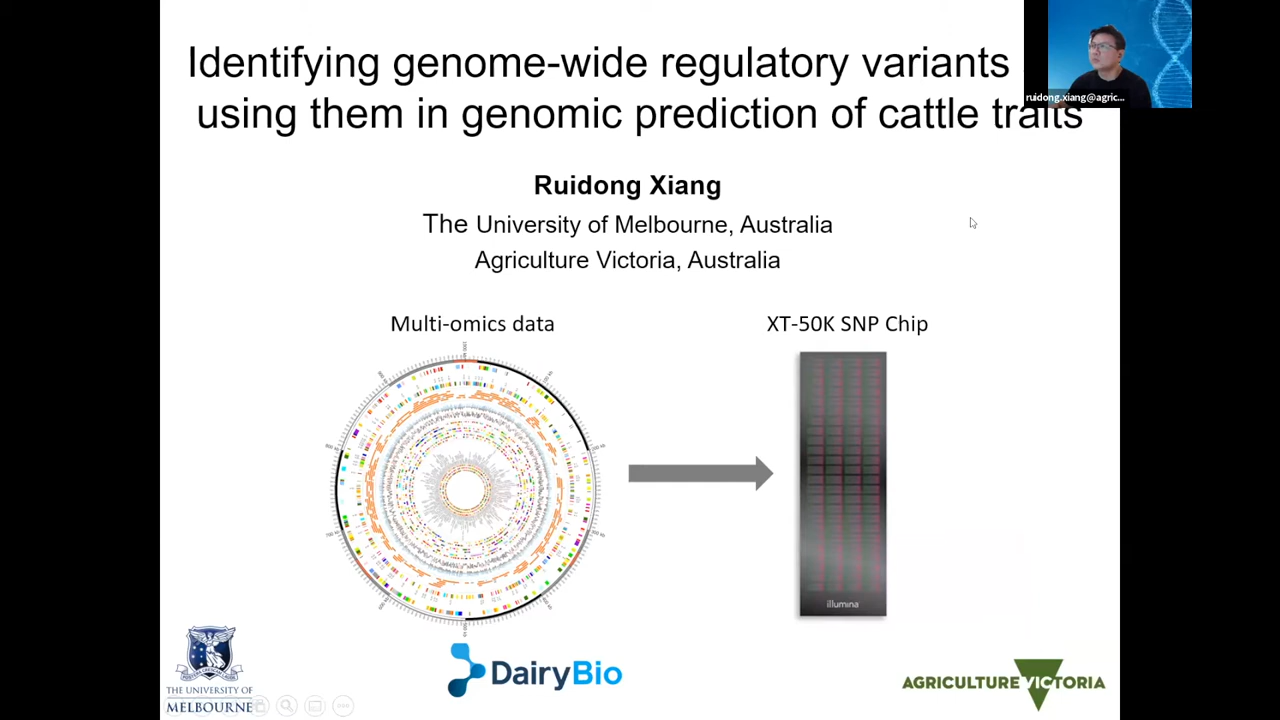 Identifying genome-wide regulatory variants
using them in genomic prediction of cattle traits
ruidong.xiang@agric...
Ruidong Xiang
The University of Melbourne, Australia
Agriculture Victoria, Australia
Multi-omics data
XT-50K SNP Chip
illumina
THE UNIVERSITY OF
MELBOURNE
DairyBio
AGRICULTURE VICTORIA